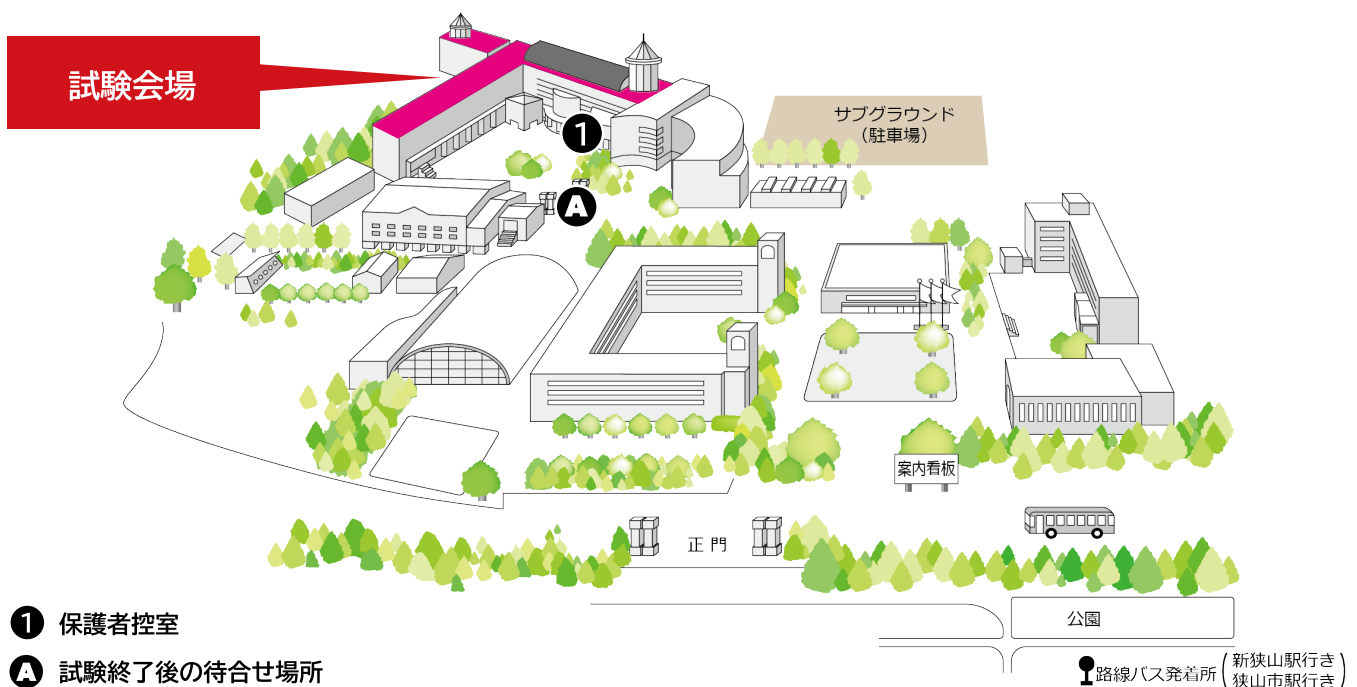 試験会場
サブグラウンド
（駐車場）
1
A
案内看板
正門
公園
1 保護者控室
A 試験終了後の待合せ場所
路線バス発着所（新狭山駅行き
狭山市駅行き）